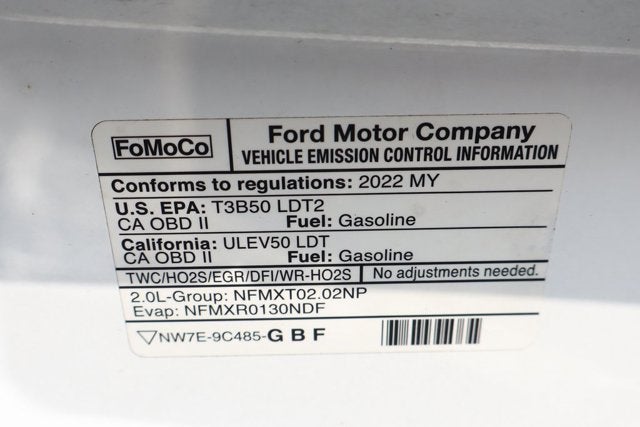 FoMoCo
Ford Motor Company
VEHICLE EMISSION CONTROL INFORMATION
Conforms to regulations: 2022 MY
U.S. EPA: T3B50 LDT2
CA OBD II Fuel: Gasoline
California: ULEV50 LDT
CA OBD II Fuel: Gasoline
TWC/HO2S/EGR/DFI/WR-HO2S No adjustments needed.
2.0L-Group: NFMXT02.02NP
Evap: NFMXR0130NDF
NW7E-9C485-G B F